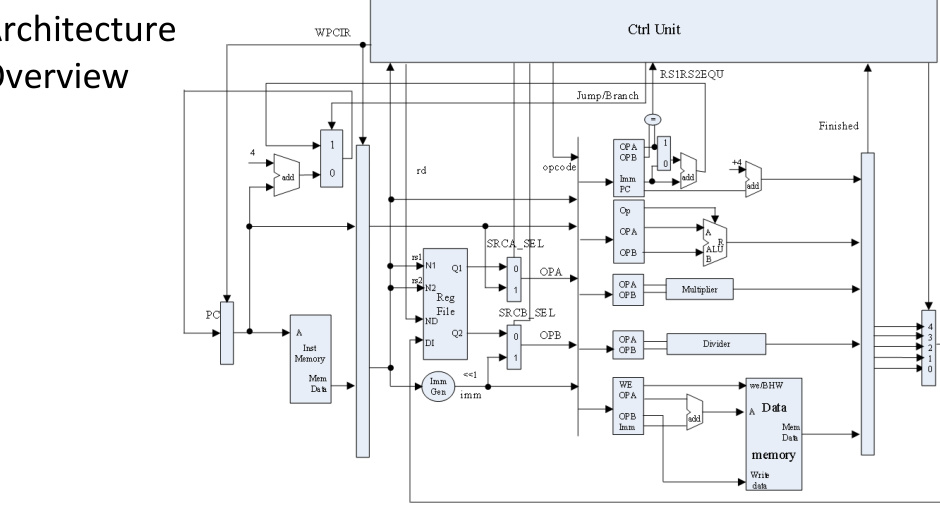 rchitecture
verview
WPCIR
Ctrl Unit
RS1RS2EQU
Jump/Branch
Finished
=
1
0
4
add
rd
opcode
OPA
OPB
Imm
PC
1
0
add
+4
add
Op
OPA
OPB
A
R
ALU
B
SRCA_SEL
rs1
N1
rs2
N2
Reg
File
ND
DI
Q1
Q2
0
1
OPA
OPA
OPB
Multiplier
SRCB_SEL
0
1
OPB
OPA
OPB
Divider
PC
A
Inst
Memory
Mem
Data
Imm
Gen
<<1
imm
WE
OPA
OPB
Imm
add
we/BHW
A
Data
Mem
Data
memory
Write
data
4
3
2
1
0